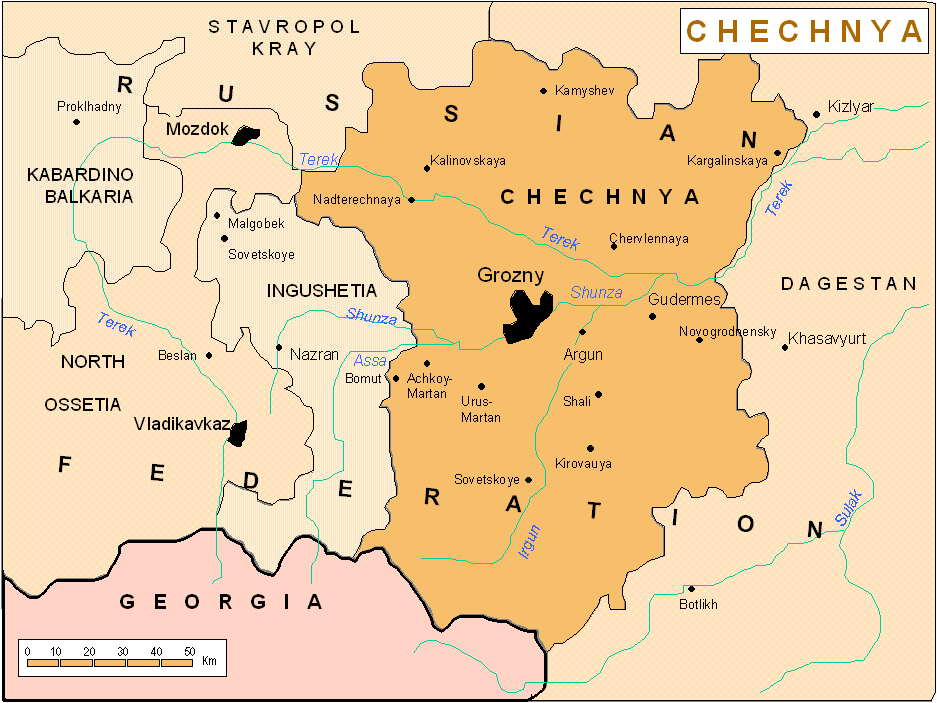 CHECHNYA
STAVROPOL
KRAY
RUSSIAN
FEDERATION
Proklhadny
Mozdok
Terek
KABARDINO
BALKARIA
Kamyshev
Kizlyar
Kalinovskaya
Kargalinskaya
Nadterechnaya
CHECHNYA
Terek
Malgobek
Sovetskoye
Terek
Chervlennaya
Grozny
INGUSHETIA
Shunza
Gudermes
DAGESTAN
Terek
Shunza
Novogrodnensky
Khasavyurt
NORTH
OSSETIA
Beslan
Nazran
Assa
Bomut
Achkoy-
Martan
Urus-
Martan
Argun
Shali
Vladikavkaz
Kirovauya
Sovetskoye
Irgun
Sulak
Botlikh
GEORGIA
0 10 20 30 40 50
Km